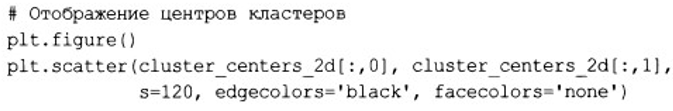 # Отображение центров кластеров
plt.figure()
plt.scatter(cluster_centers_2d[:,0], cluster_centers_2d[:,1],
            s=120, edgecolors='black', facecolors='none')